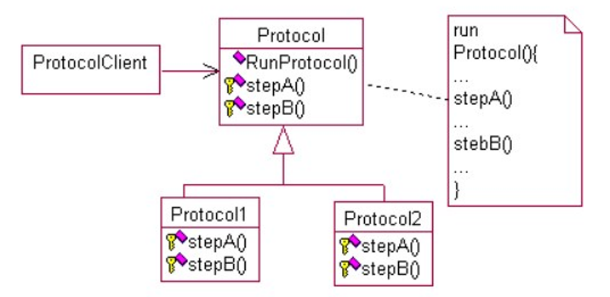 ProtocolClient
Protocol
RunProtocol()
stepA()
stepB()
run
Protocol(){
...
stepA()
...
stebB()
...
}
Protocol1
stepA()
stepB()
Protocol2
stepA()
stepB()